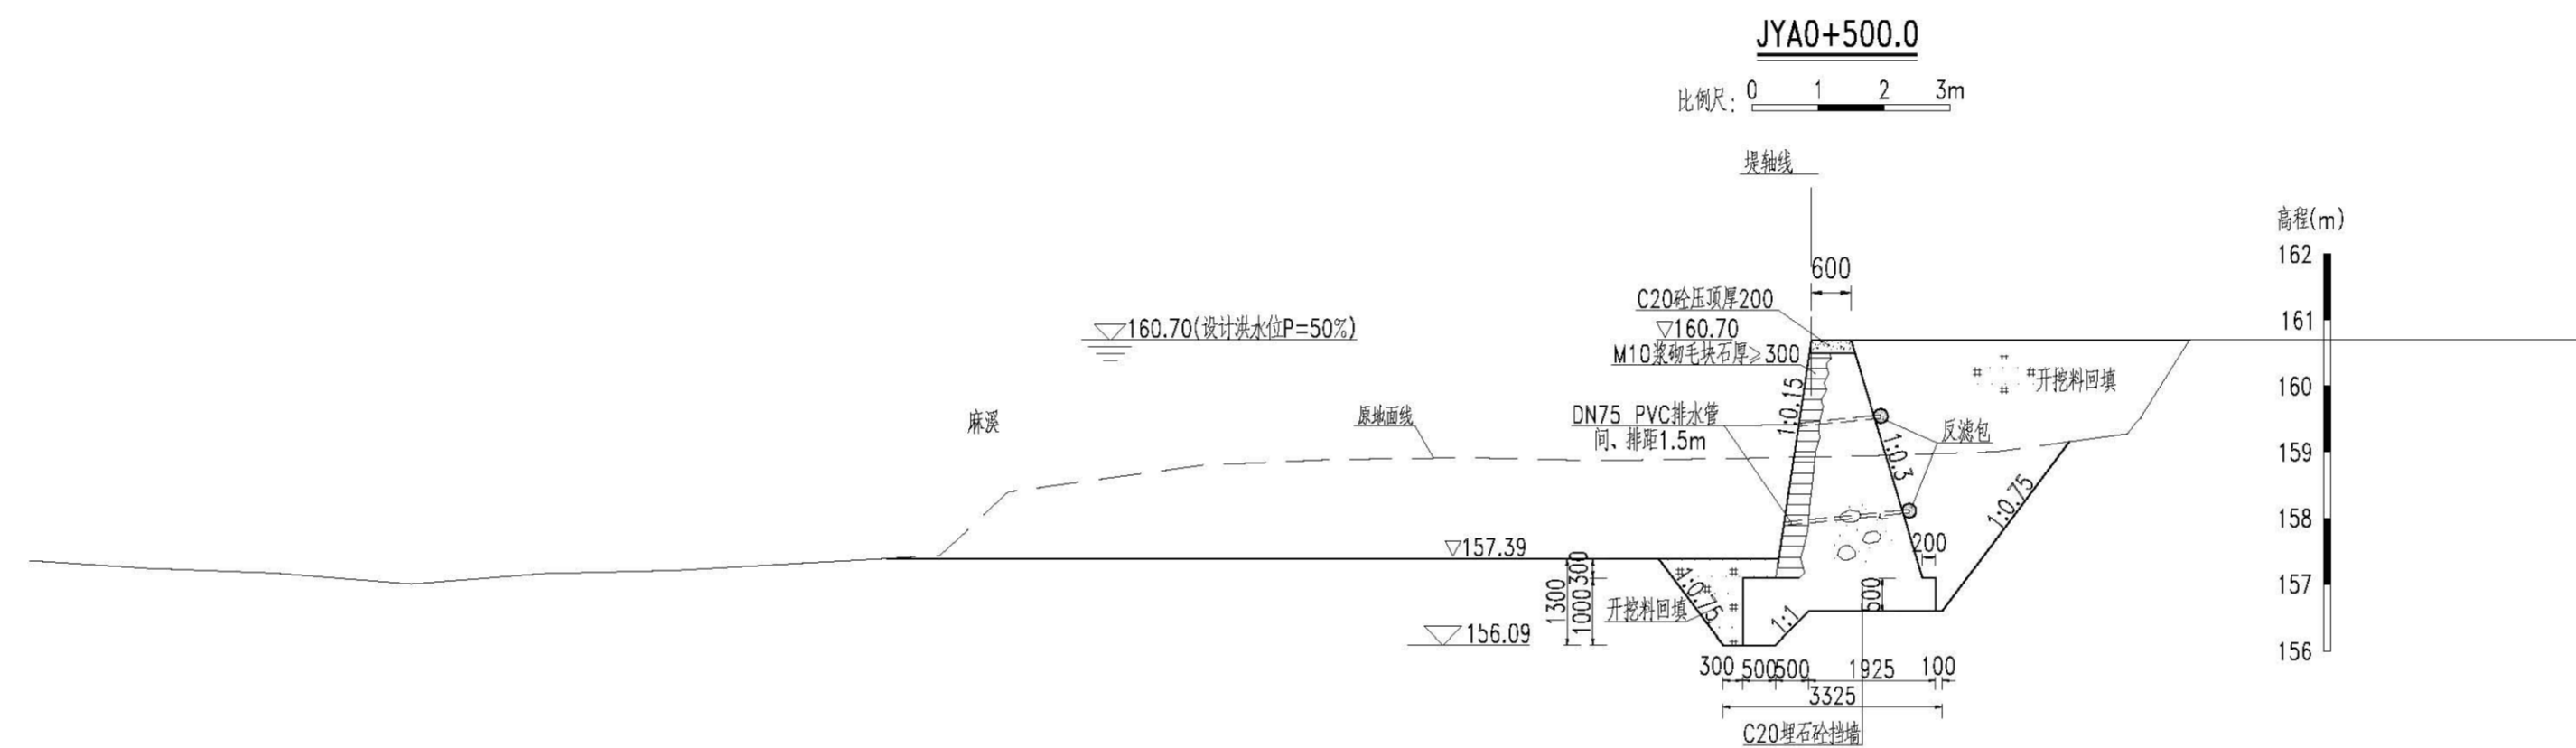 JYA0+500.0
比例尺: 0 1 2 3m
堤轴线
高程(m)
162
161
160
159
158
157
156
600
C20砼压顶厚200
▽160.70
M10浆砌毛块石厚≥300
160.70(设计洪水位P=50%)
1:0.15
开挖料回填
麻溪
原地面线
DN75 PVC排水管
间、排距1.5m
反滤包
1:0.3
1:0.75
▽157.39
200
300
1300
1000
1:0.75
开挖料回填
1:1
500
156.09
300 500 500 1925 100
3325
C20埋石砼挡墙